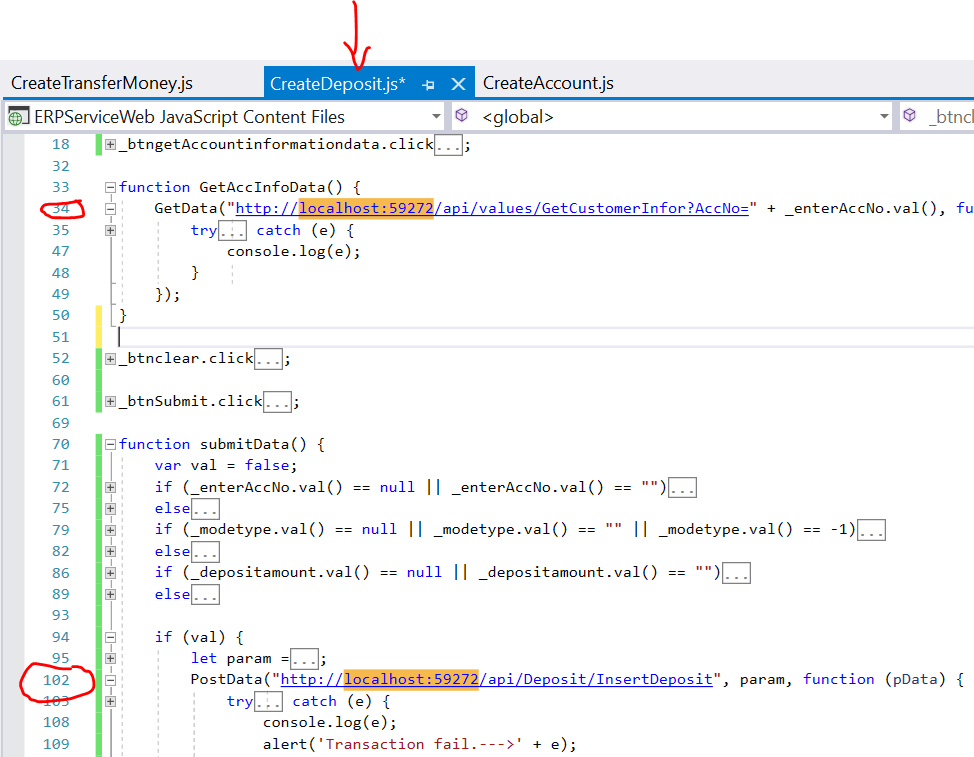 CreateTransferMoney.js CreateDeposit.js* CreateAccount.js
ERPServiceWeb JavaScript Content Files <global> _btncl
18 _btngetAccountinformationdata.click...;
32
33 function GetAccInfoData() {
34 GetData("http://localhost:59272/api/values/GetCustomerInfor?AccNo=" + _enterAccNo.val(), fu
35 try... catch (e) {
47 console.log(e);
48 }
49 });
50 }
51
52 _btnclear.click...;
60
61 _btnSubmit.click...;
69
70 function submitData() {
71 var val = false;
72 if (_enterAccNo.val() == null || _enterAccNo.val() == "")...
75 else...
79 if (_modetype.val() == null || _modetype.val() == "" || _modetype.val() == -1)...
82 else...
86 if (_depositamount.val() == null || _depositamount.val() == "")...
89 else...
93
94 if (val) {
95 let param =...;
102 PostData("http://localhost:59272/api/Deposit/InsertDeposit", param, function (pData) {
103 try... catch (e) {
108 console.log(e);
109 alert('Transaction fail.--->' + e);